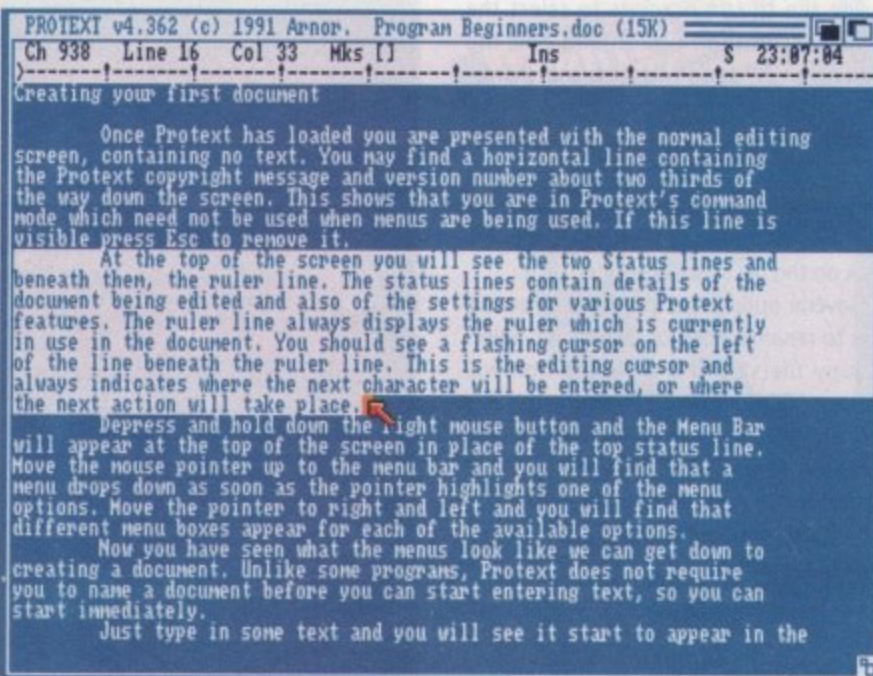 PROTEXT v4.362 (c) 1991 Arnor. Program Beginners.doc (15K)
Ch 938 Line 16 Col 33 Mks [] Ins S 23:07:04
Creating your first document
Once Protext has loaded you are presented with the normal editing
screen, containing no text. You may find a horizontal line containing
the Protext copyright message and version number about two thirds of
the way down the screen. This shows that you are in Protext's command
mode which need not be used when menus are being used. If this line is
visible press Esc to remove it.
At the top of the screen you will see the two Status lines and
beneath them, the ruler line. The status lines contain details of the
document being edited and also of the settings for various Protext
features. The ruler line always displays the ruler which is currently
in use in the document. You should see a flashing cursor on the left
of the line beneath the ruler line. This is the editing cursor and
always indicates where the next character will be entered, or where
the next action will take place.
Depress and hold down the right mouse button and the Menu Bar
will appear at the top of the screen in place of the top status line.
Move the mouse pointer up to the menu bar and you will find that a
menu drops down as soon as the pointer highlights one of the menu
options. Move the pointer to right and left and you will find that
different menu boxes appear for each of the available options.
Now you have seen what the menus look like we can get down to
creating a document. Unlike some programs, Protext does not require
you to name a document before you can start entering text, so you can
start immediately.
Just type in some text and you will see it start to appear in the